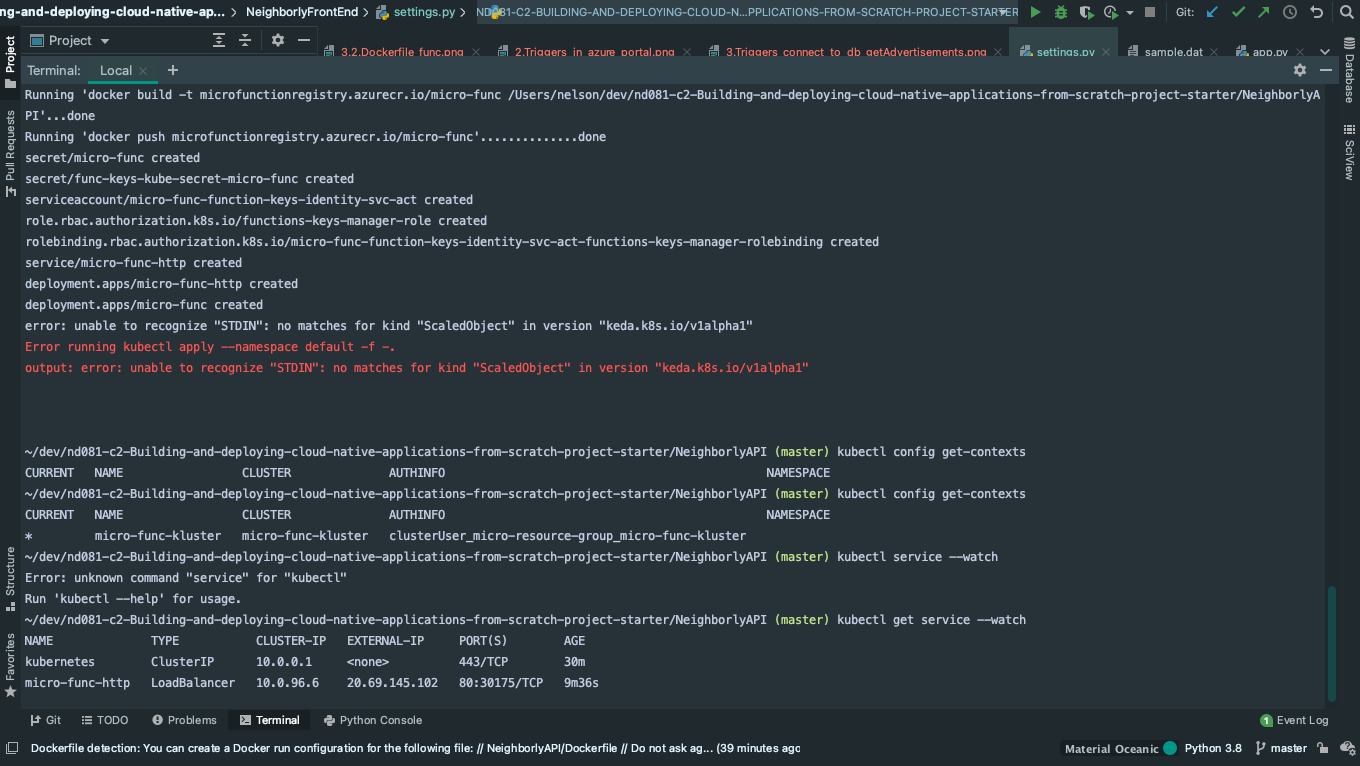 ng-and-deploying-cloud-native-ap... NeighborlyFrontEnd settings.py ND081-C2-BUILDING-AND-DEPLOYING-CLOUD-N...PPLICATIONS-FROM-SCRATCH-PROJECT-STARTER Git:
Project 3.2.Dockerfile_func.png 2.Triggers_in_azure_portal.png 3.Triggers_connect_to_db_getAdvertisements.png settings.py sample.dat app.py
Terminal: Local
Project
Pull Requests
Structure
Favorites
Database
SciView
Running 'docker build -t microfunctionregistry.azurecr.io/micro-func /Users/nelson/dev/nd081-c2-Building-and-deploying-cloud-native-applications-from-scratch-project-starter/NeighborlyA
PI'...done
Running 'docker push microfunctionregistry.azurecr.io/micro-func'..............done
secret/micro-func created
secret/func-keys-kube-secret-micro-func created
serviceaccount/micro-func-function-keys-identity-svc-act created
role.rbac.authorization.k8s.io/functions-keys-manager-role created
rolebinding.rbac.authorization.k8s.io/micro-func-function-keys-identity-svc-act-functions-keys-manager-rolebinding created
service/micro-func-http created
deployment.apps/micro-func-http created
deployment.apps/micro-func created
error: unable to recognize "STDIN": no matches for kind "ScaledObject" in version "keda.k8s.io/v1alpha1"
Error running kubectl apply --namespace default -f -.
output: error: unable to recognize "STDIN": no matches for kind "ScaledObject" in version "keda.k8s.io/v1alpha1"
~/dev/nd081-c2-Building-and-deploying-cloud-native-applications-from-scratch-project-starter/NeighborlyAPI (master) kubectl config get-contexts
CURRENT NAME CLUSTER AUTHINFO NAMESPACE
~/dev/nd081-c2-Building-and-deploying-cloud-native-applications-from-scratch-project-starter/NeighborlyAPI (master) kubectl config get-contexts
CURRENT NAME CLUSTER AUTHINFO NAMESPACE
* micro-func-kluster micro-func-kluster clusterUser_micro-resource-group_micro-func-kluster
~/dev/nd081-c2-Building-and-deploying-cloud-native-applications-from-scratch-project-starter/NeighborlyAPI (master) kubectl service --watch
Error: unknown command "service" for "kubectl"
Run 'kubectl --help' for usage.
~/dev/nd081-c2-Building-and-deploying-cloud-native-applications-from-scratch-project-starter/NeighborlyAPI (master) kubectl get service --watch
NAME TYPE CLUSTER-IP EXTERNAL-IP PORT(S) AGE
kubernetes ClusterIP 10.0.0.1 <none> 443/TCP 30m
micro-func-http LoadBalancer 10.0.96.6 20.69.145.102 80:30175/TCP 9m36s
Git TODO Problems Terminal Python Console 1 Event Log
Dockerfile detection: You can create a Docker run configuration for the following file: // NeighborlyAPI/Dockerfile // Do not ask ag... (39 minutes ago Material Oceanic Python 3.8 master